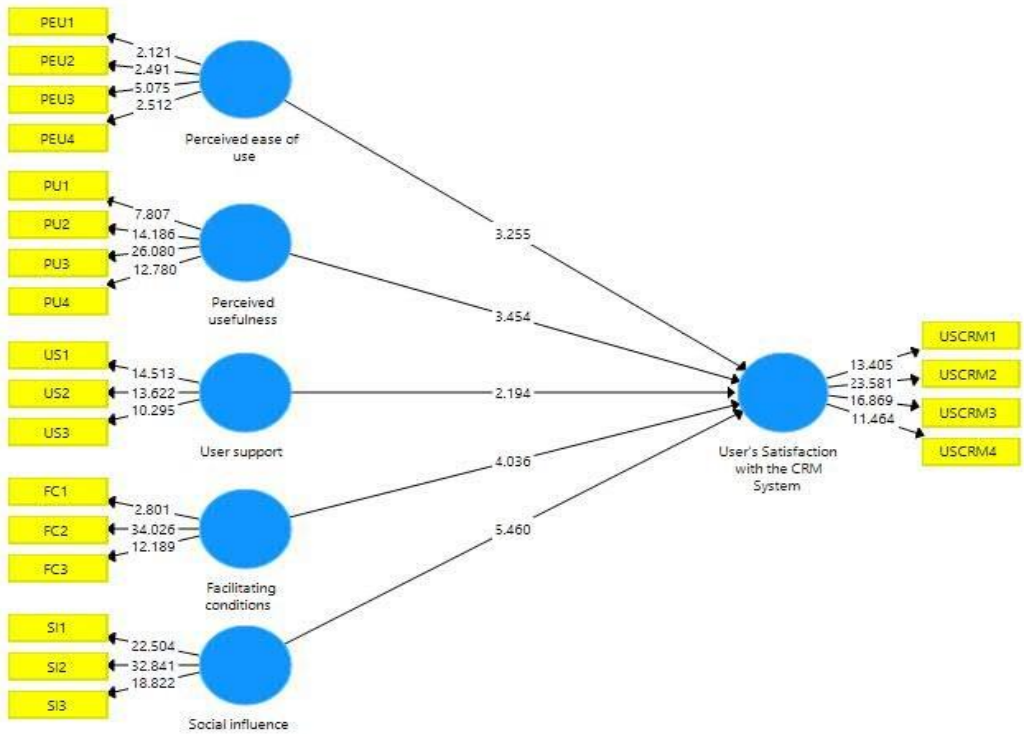 PEU1
PEU2
PEU3
PEU4
2.121
2.491
5.075
2.512
Perceived ease of
use
PU1
PU2
PU3
PU4
7.807
14.186
26.080
12.780
Perceived
usefulness
US1
US2
US3
14.513
13.622
10.295
User support
FC1
FC2
FC3
2.801
34.026
12.189
Facilitating
conditions
SI1
SI2
SI3
22.504
32.841
18.822
Social influence
3.255
3.454
2.194
4.036
5.460
User's Satisfaction
with the CRM
System
13.405
23.581
16.869
11.464
USCRM1
USCRM2
USCRM3
USCRM4